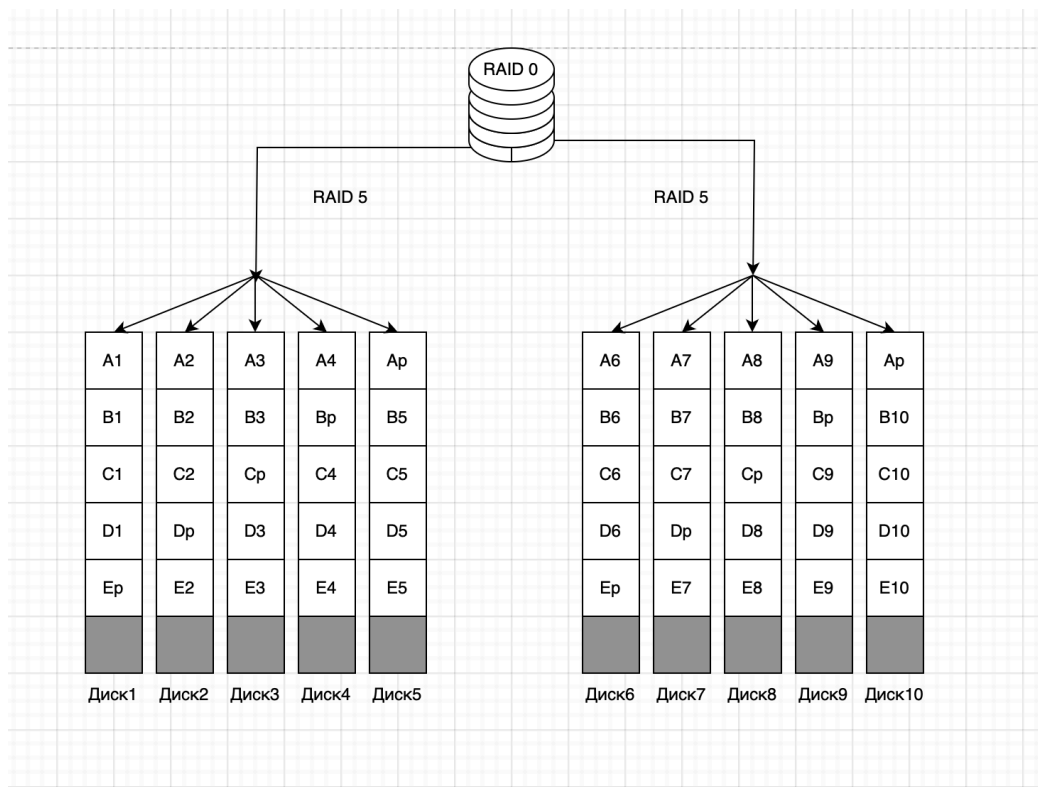 RAID 0
RAID 5 RAID 5
A1 A2 A3 A4 Ap A6 A7 A8 A9 Ap
B1 B2 B3 Bp B5 B6 B7 B8 Bp B10
C1 C2 Cp C4 C5 C6 C7 Cp C9 C10
D1 Dp D3 D4 D5 D6 Dp D8 D9 D10
Ep E2 E3 E4 E5 Ep E7 E8 E9 E10
Диск1 Диск2 Диск3 Диск4 Диск5 Диск6 Диск7 Диск8 Диск9 Диск10